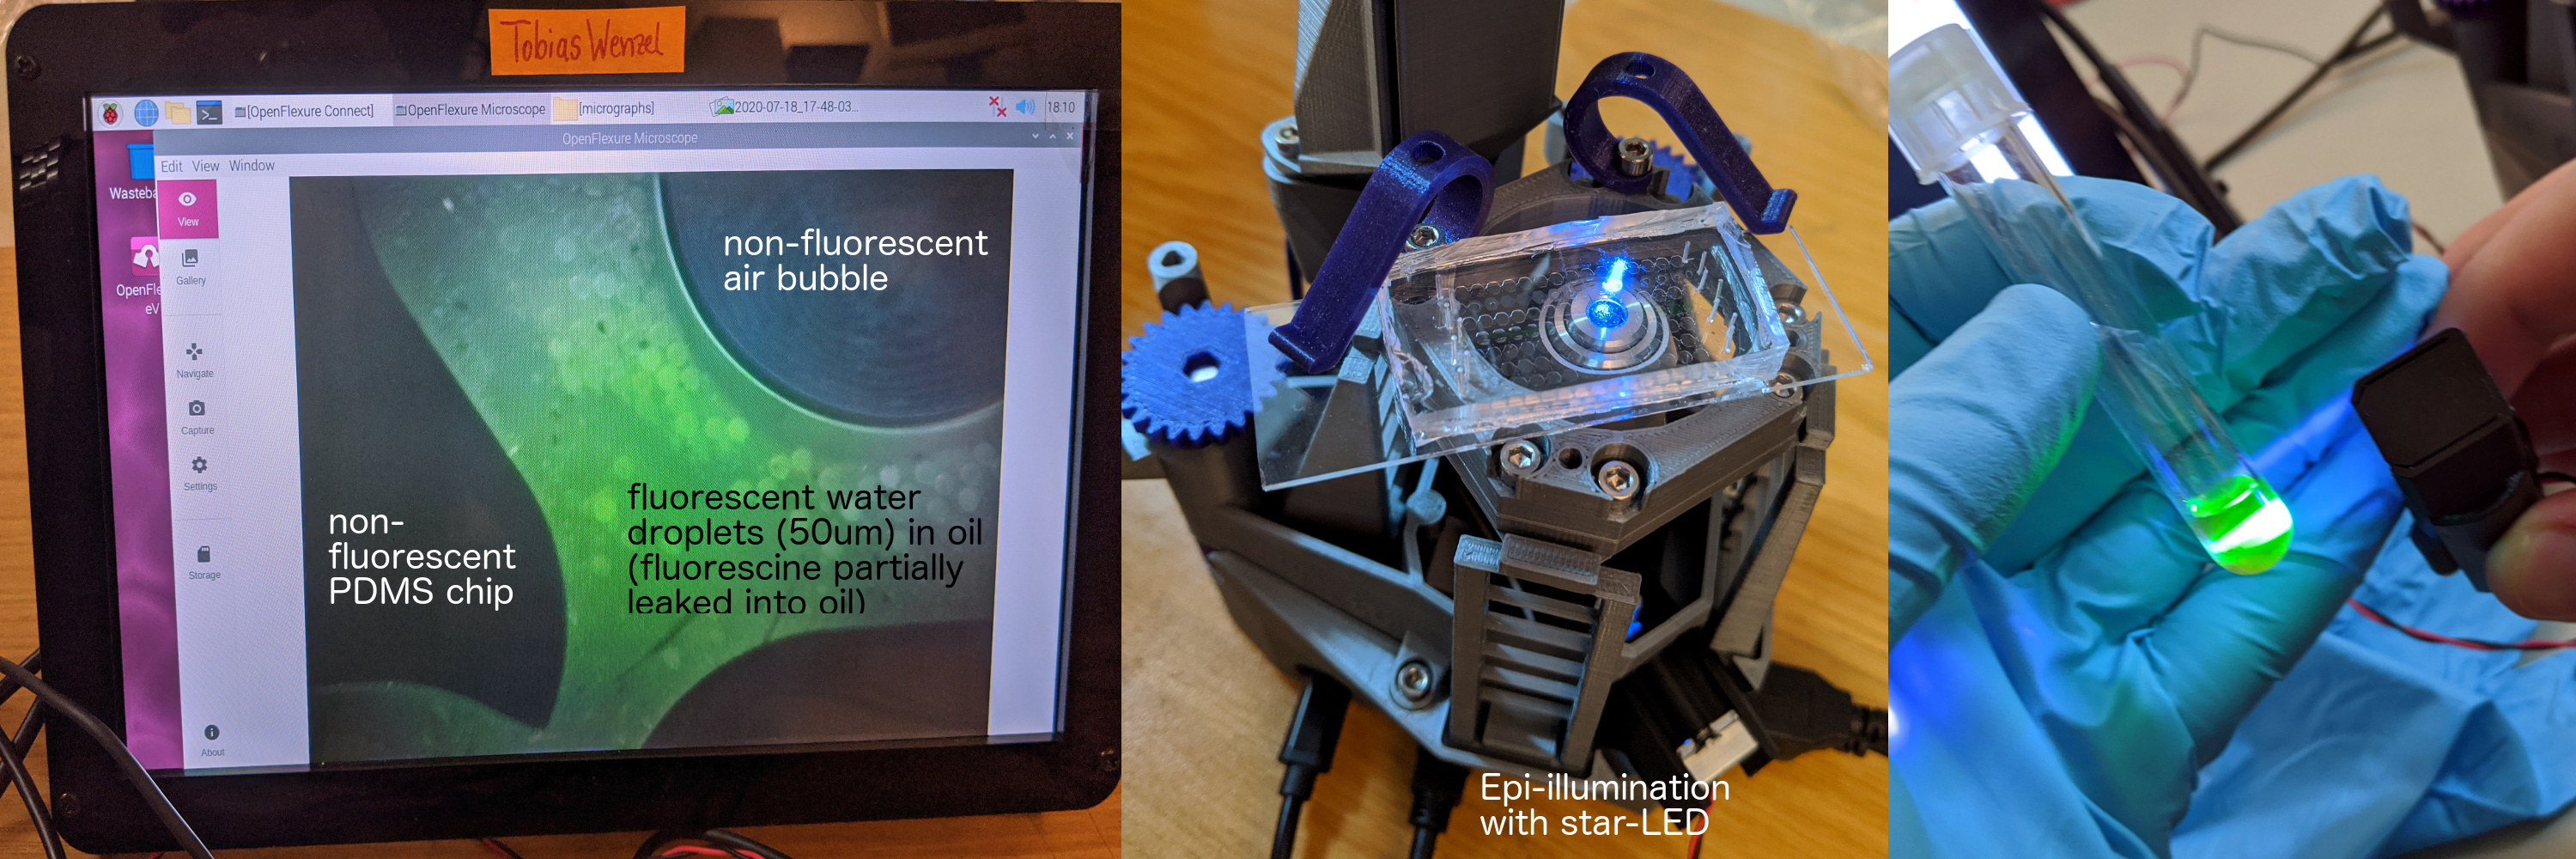 Tobias Wenzel
[OpenFlexure Connect]
OpenFlexure Microscope
[micrographs]
2020-07-18_17-48-03...
18:10
OpenFlexure Microscope
Edit View Window
Wasteba
View
OpenFle
eV
Gallery
Navigate
Capture
Settings
Storage
About
non-fluorescent
air bubble
non-
fluorescent
PDMS chip
fluorescent water
droplets (50um) in oil
(fluorescine partially
leaked into oil)
Epi-illumination
with star-LED